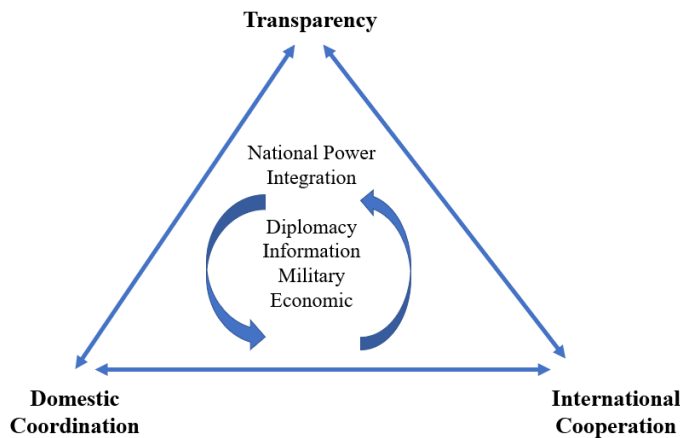 Transparency
National Power
Integration
Diplomacy
Information
Military
Economic
Domestic
Coordination
International
Cooperation